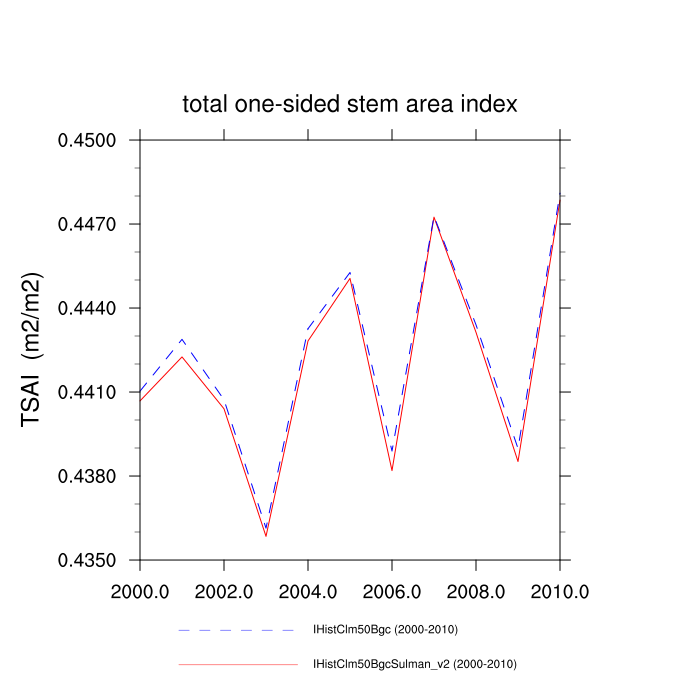 total one-sided stem area index
0.4500
0.4470
0.4440
0.4410
0.4380
0.4350
TSAI (m2/m2)
2000.0 2002.0 2004.0 2006.0 2008.0 2010.0
IHistClm50Bgc (2000-2010)
IHistClm50BgcSulman_v2 (2000-2010)